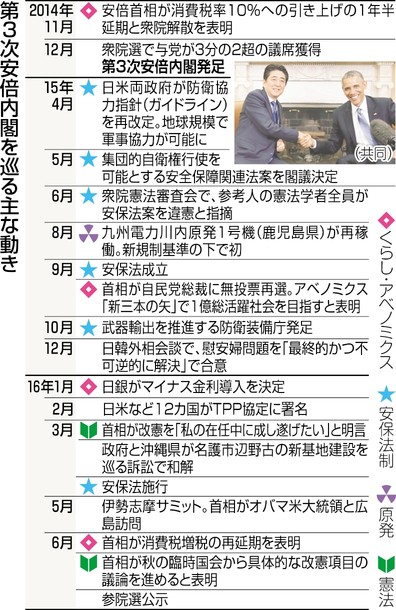 第3次安倍内閣を巡る主な動き
2014年11月 安倍首相が消費税率10%への引き上げの1年半
延期と衆院解散を表明
12月 衆院選で与党が3分の2超の議席獲得
第3次安倍内閣発足
15年4月 日米両政府が防衛協
力指針(ガイドライン)
を再改定。地球規模で
軍事協力が可能に
(共同)
5月 集団的自衛権行使を
可能とする安全保障関連法案を閣議決定
6月 衆院憲法審査会で、参考人の憲法学者全員が
安保法案を違憲と指摘
8月 九州電力川内原発1号機(鹿児島県)が再稼
働。新規制基準の下で初
9月 安保法成立
首相が自民党総裁に無投票再選。アベノミクス
「新三本の矢」で1億総活躍社会を目指すと表明
10月 武器輸出を推進する防衛装備庁発足
12月 日韓外相会談で、慰安婦問題を「最終的かつ不
可逆的に解決」で合意
16年1月 日銀がマイナス金利導入を決定
2月 日米など12カ国がTPP協定に署名
3月 首相が改憲を「私の在任中に成し遂げたい」と明言
政府と沖縄県が名護市辺野古の新基地建設を
巡る訴訟で和解
安保法施行
5月 伊勢志摩サミット。首相がオバマ米大統領と広
島訪問
6月 首相が消費税増税の再延期を表明
首相が秋の臨時国会から具体的な改憲項目の
議論を進めると表明
参院選公示
くらし・アベノミクス
安保法制
原発
憲法